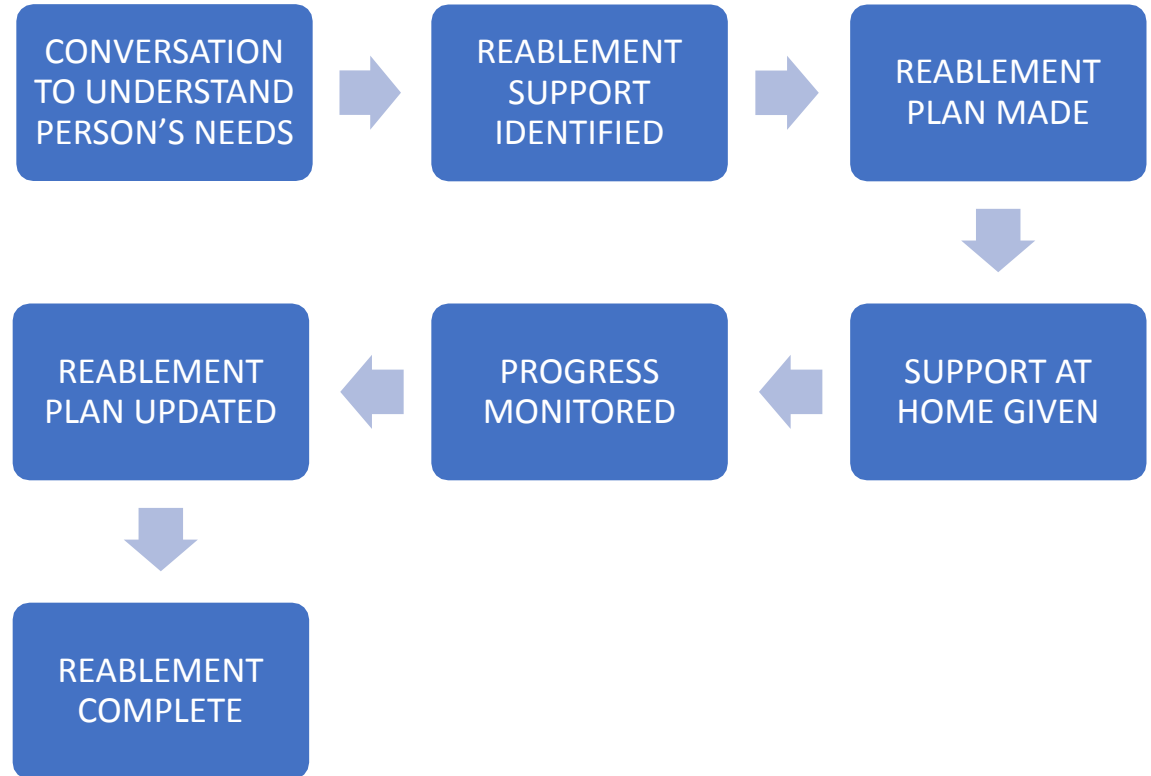 CONVERSATION
TO UNDERSTAND
PERSON’S NEEDS
REABLEMENT
SUPPORT
IDENTIFIED
REABLEMENT
PLAN MADE
SUPPORT AT
HOME GIVEN
PROGRESS
MONITORED
REABLEMENT
PLAN UPDATED
REABLEMENT
COMPLETE